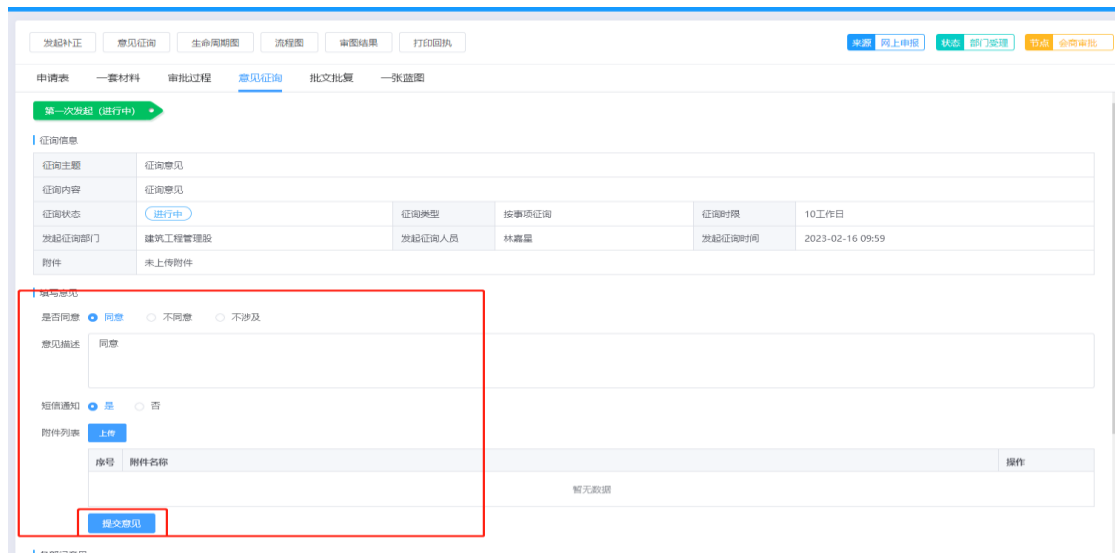 发起补正 意见征询 生命周期图 流程图 审图结果 打印回执 来源 网上申报 状态 部门受理 节点 会商审批
申请表 一套材料 审批过程 意见征询 批文批复 一张蓝图
第一次发起（进行中）
征询信息
征询主题 征询意见
征询内容 征询意见
征询状态 进行中 征询类型 按事项征询 征询时限 10工作日
发起征询部门 建筑工程管理股 发起征询人员 林嘉星 发起征询时间 2023-02-16 09:59
附件 未上传附件
填写意见
是否同意 同意 不同意 不涉及
意见描述 同意
短信通知 是 否
附件列表 上传
序号 附件名称 操作
暂无数据
提交意见
各部门意见